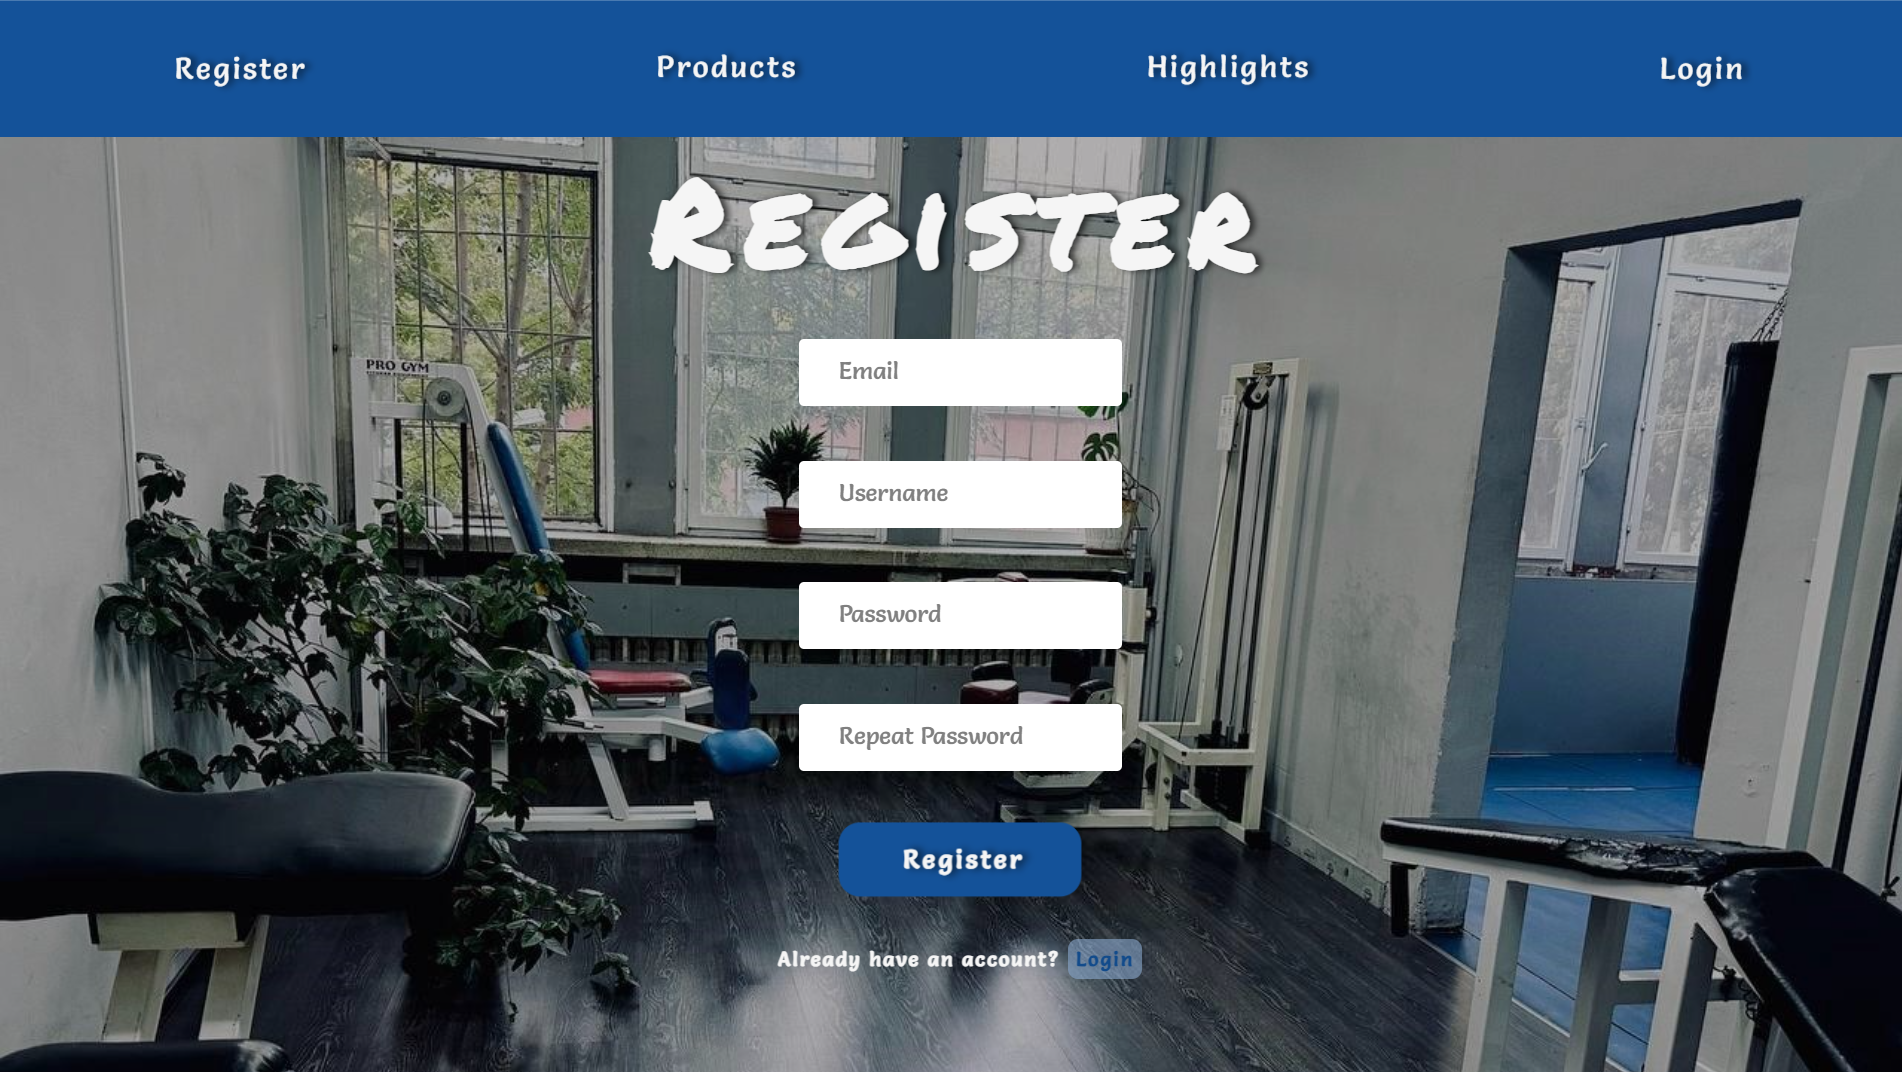 Register Products Highlights Login
Register
PRO GYM
Email
Username
Password
Repeat Password
Register
Already have an account? Login